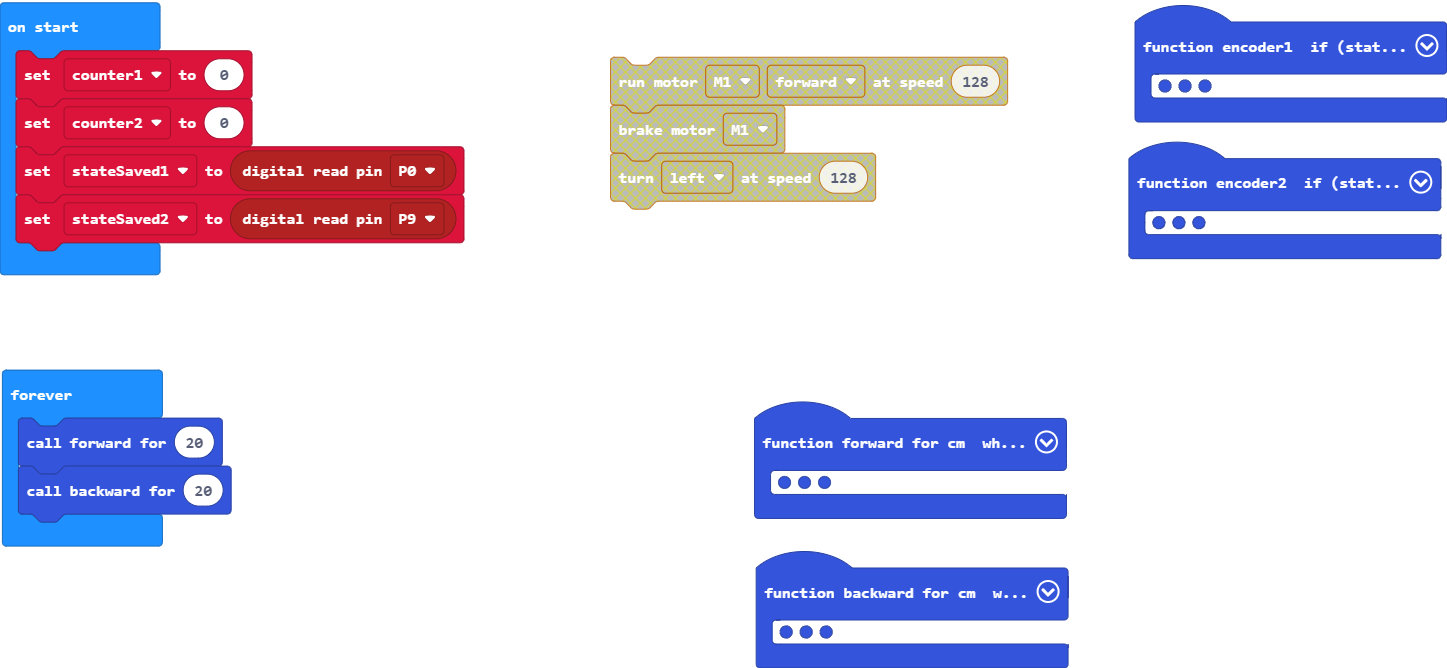 on start
set counter1 to 0
set counter2 to 0
set stateSaved1 to digital read pin P0
set stateSaved2 to digital read pin P9
run motor M1 forward at speed 128
brake motor M1
turn left at speed 128
function encoder1 if (stat...
function encoder2 if (stat...
forever
call forward for 20
call backward for 20
function forward for cm wh...
function backward for cm w...